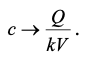 c → Q / kV .